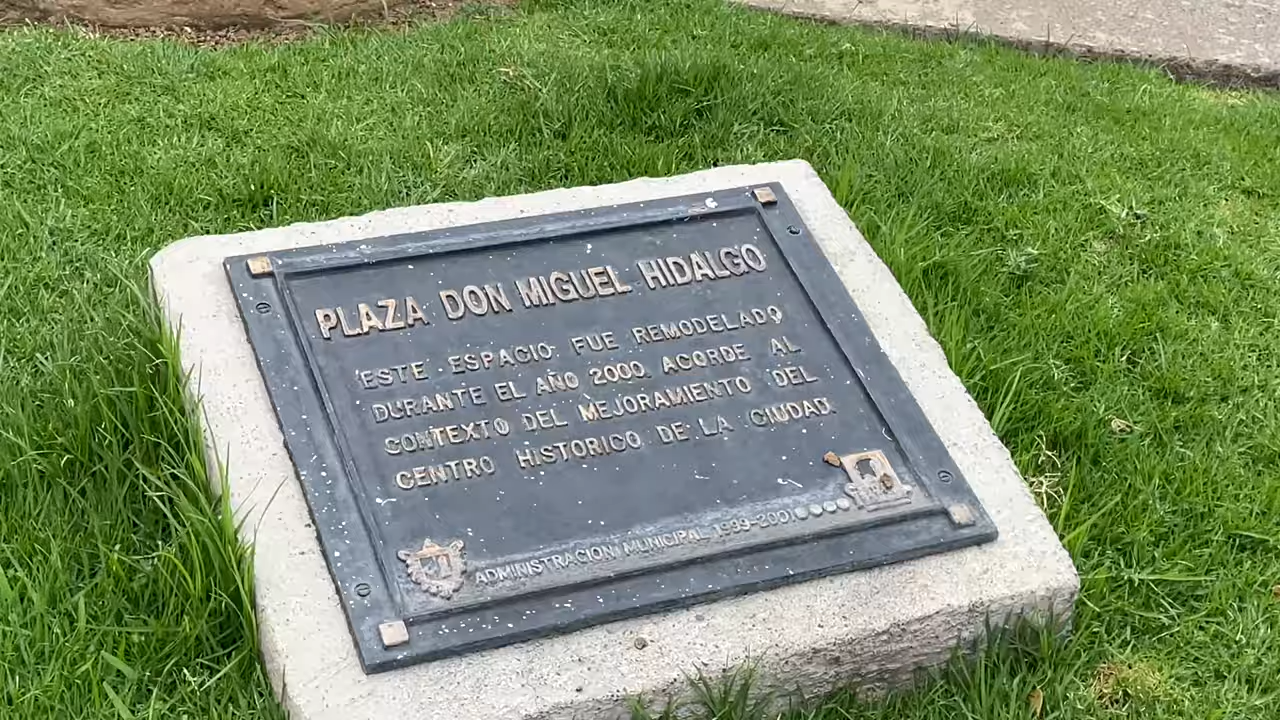 PLAZA DON MIGUEL HIDALGO
ESTE ESPACIO FUE REMODELADO
DURANTE EL AÑO 2000 ACORDE AL
CONTEXTO DEL MEJORAMIENTO DEL
CENTRO HISTORICO DE LA CIUDAD.
ADMINISTRACION MUNICIPAL 1999-2001